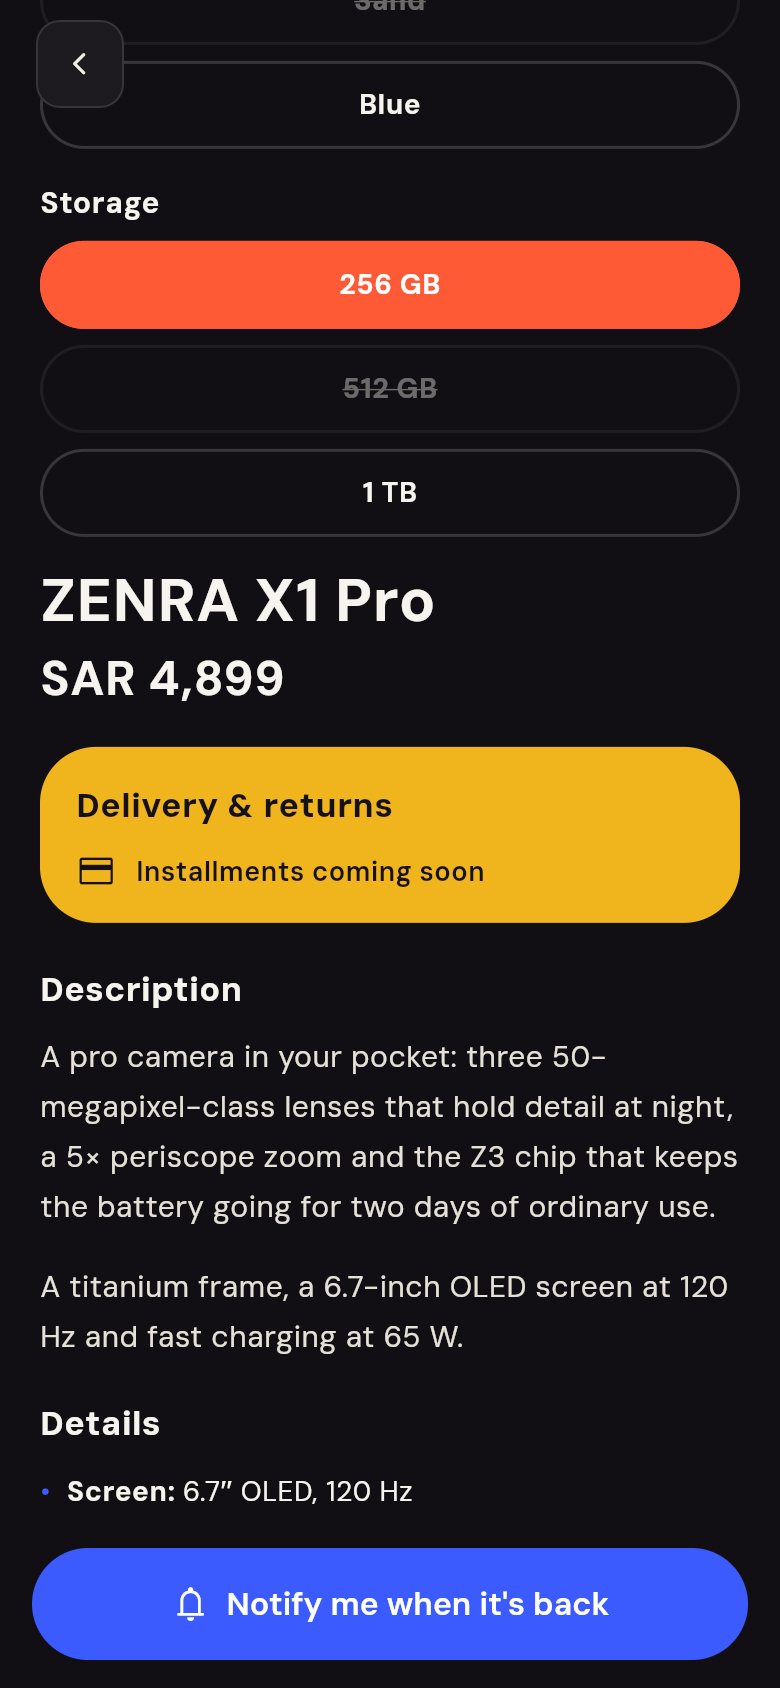 Sand
Blue
Storage
256 GB
512 GB
1 TB
ZENRA X1 Pro
SAR 4,899
Delivery & returns
Installments coming soon
Description
A pro camera in your pocket: three 50-
megapixel-class lenses that hold detail at night,
a 5× periscope zoom and the Z3 chip that keeps
the battery going for two days of ordinary use.
A titanium frame, a 6.7-inch OLED screen at 120
Hz and fast charging at 65 W.
Details
• Screen: 6.7″ OLED, 120 Hz
Notify me when it's back